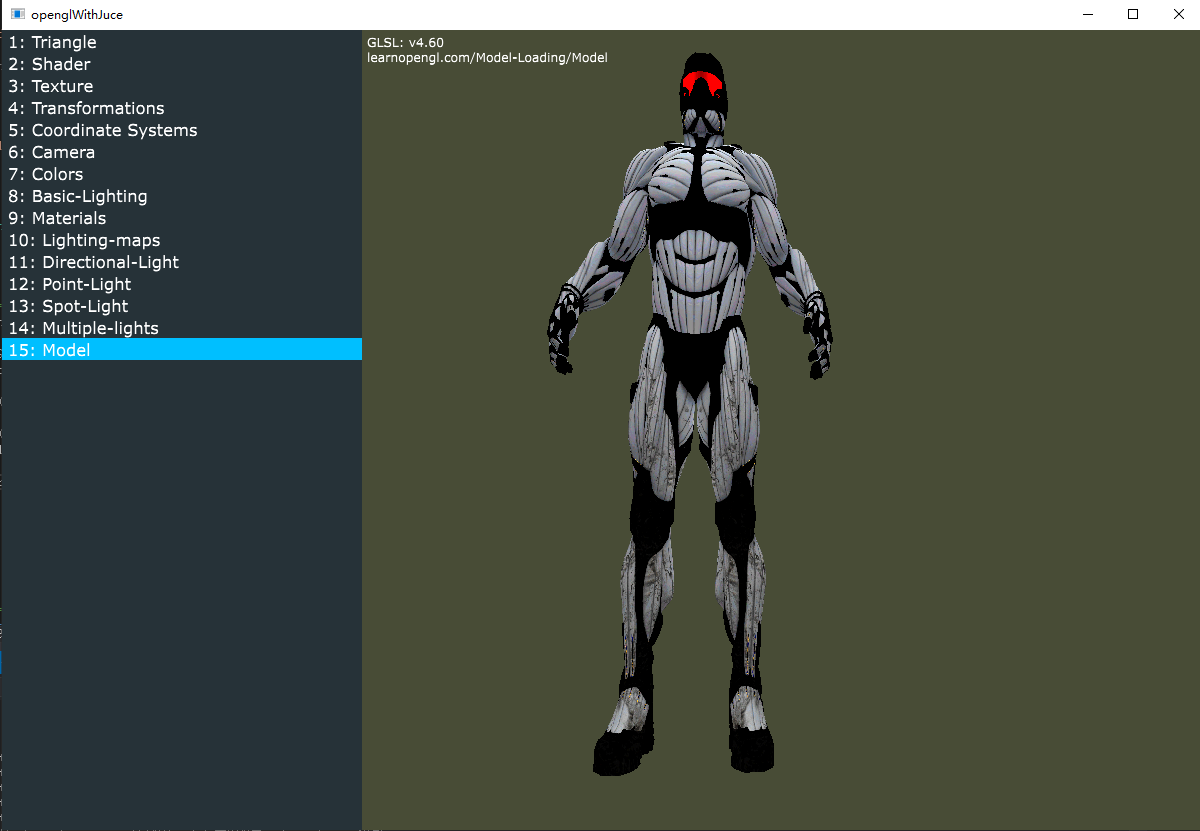 openglWithJuce
1: Triangle
2: Shader
3: Texture
4: Transformations
5: Coordinate Systems
6: Camera
7: Colors
8: Basic-Lighting
9: Materials
10: Lighting-maps
11: Directional-Light
12: Point-Light
13: Spot-Light
14: Multiple-lights
15: Model
GLSL: v4.60
learnopengl.com/Model-Loading/Model